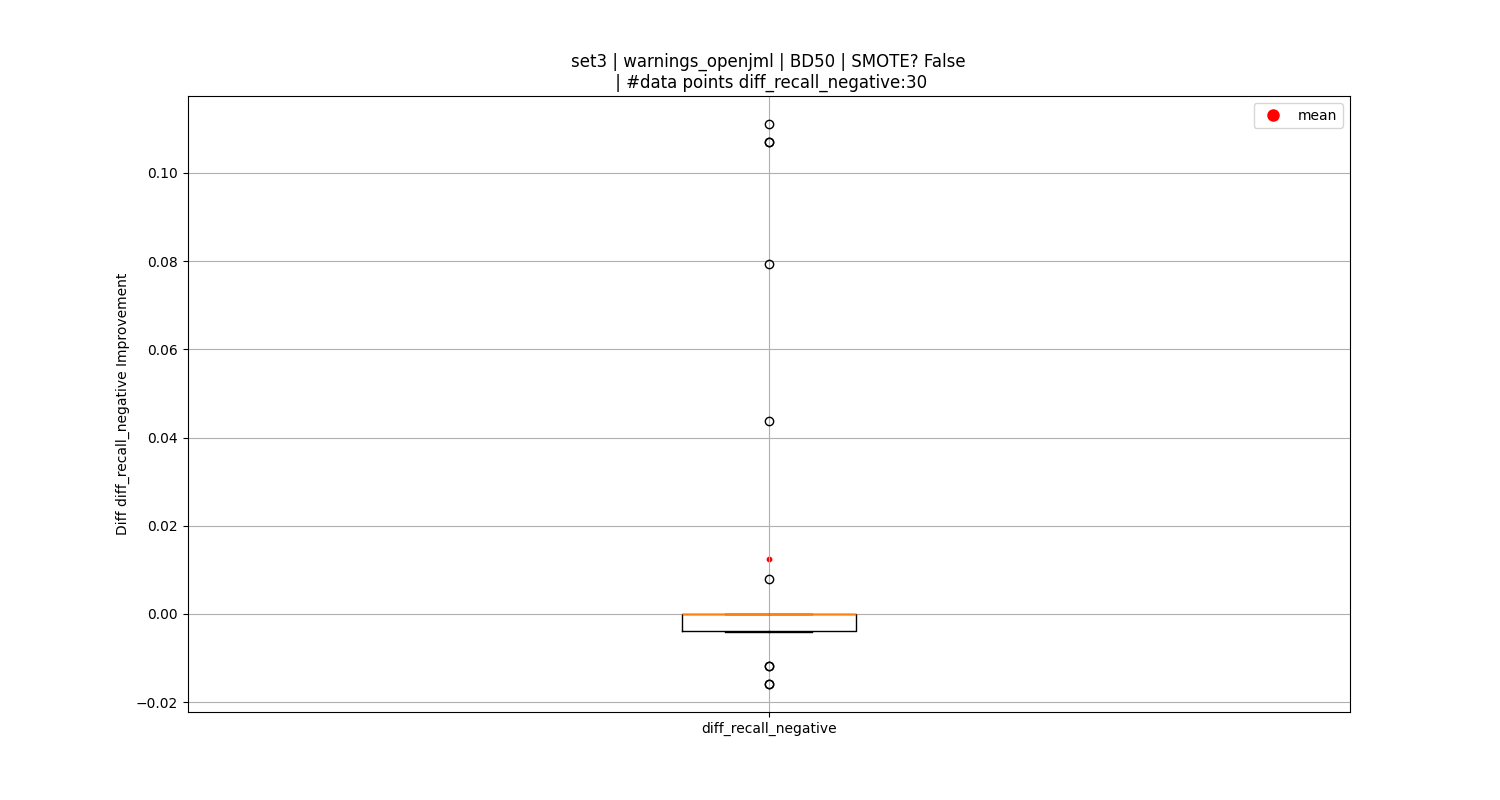 set3 | warnings_openjml | BD50 | SMOTE? False
| #data points diff_recall_negative:30
mean
0.10
0.08
0.06
0.04
0.02
0.00
−0.02
Diff diff_recall_negative Improvement
diff_recall_negative